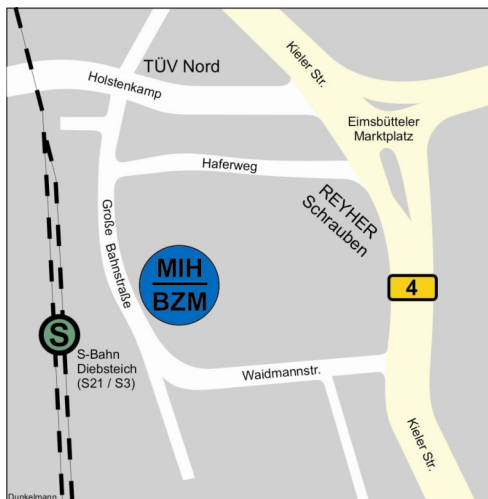 Kieler Str.
TÜV Nord
Holstenkamp
Eimsbütteler
Marktplatz
Haferweg
REYHER
Schrauben
Große Bahnstraße
MIH
BZM
4
S
S-Bahn
Diebsteich
(S21 / S3)
Waidmannstr.
Kieler
Str.
Dunkelmann